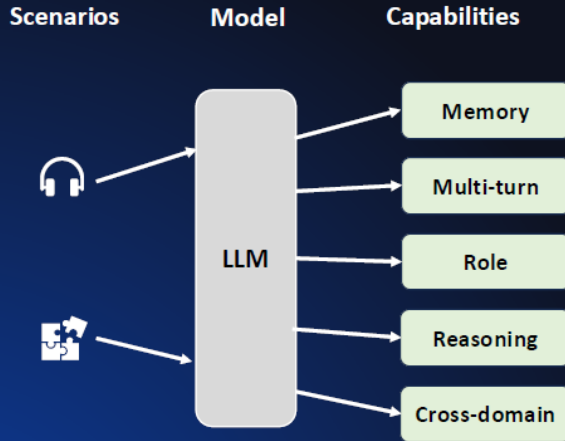 Scenarios
Model
Capabilities
Memory
Multi-turn
LLM
Role
Reasoning
Cross-domain